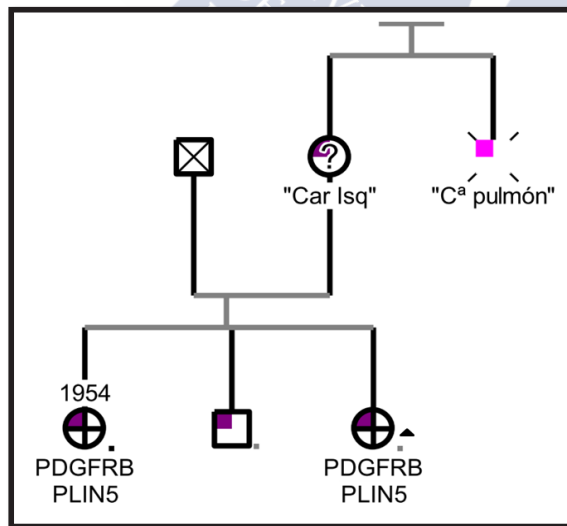 ?
"Car Isq" "Cª pulmón"
1954
PDGFRB PDGFRB
PLIN5 PLIN5